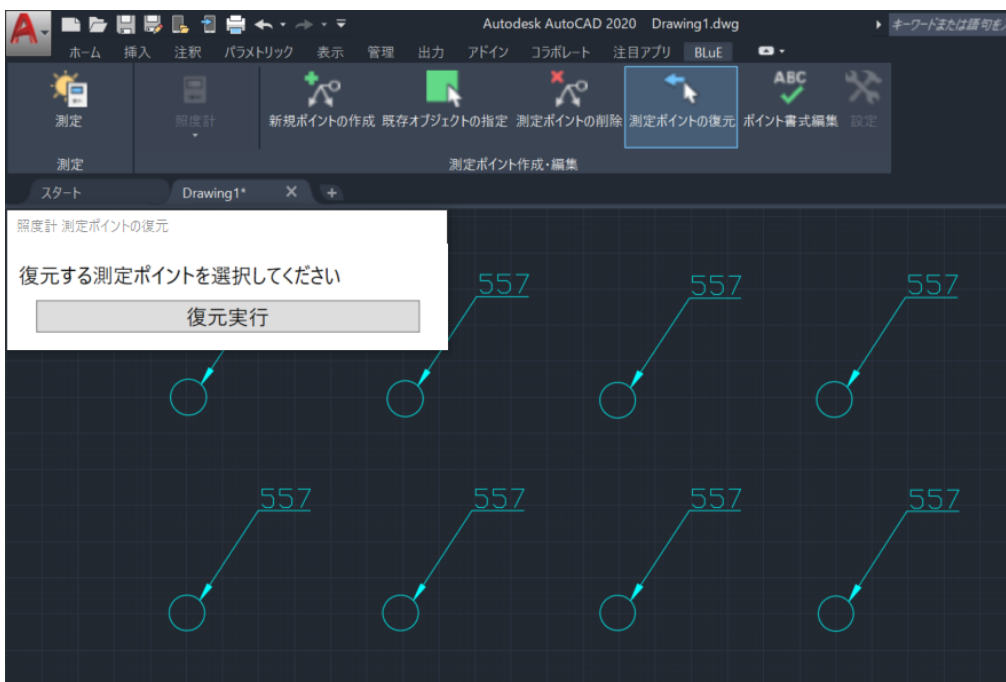 Autodesk AutoCAD 2020 Drawing1.dwg
キーワードまたは語句を
ホーム 挿入 注釈 パラメトリック 表示 管理 出力 アドイン コラボレート 注目アプリ BLuE
ABC
測定 照度計 新規ポイントの作成 既存オブジェクトの指定 測定ポイントの削除 測定ポイントの復元 ポイント書式編集 設定
測定 測定ポイント作成・編集
スタート Drawing1*
照度計 測定ポイントの復元
復元する測定ポイントを選択してください
復元実行
557 557 557
557 557 557 557